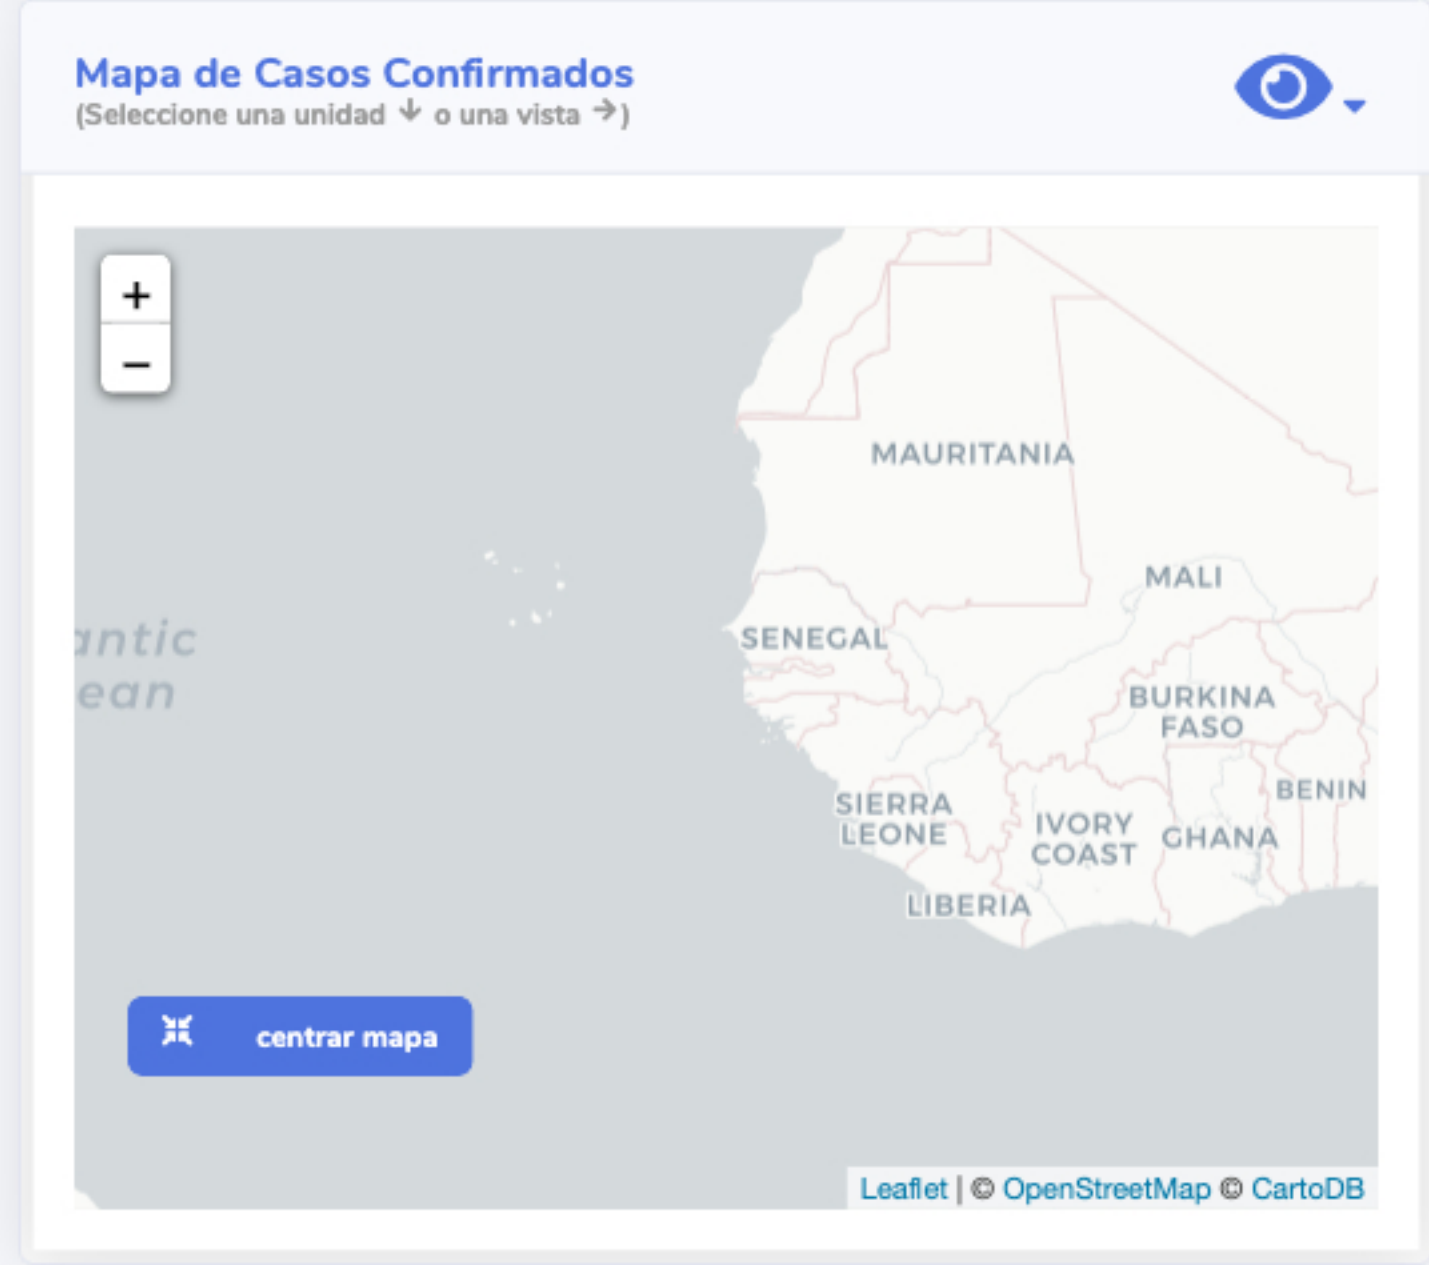 Mapa de Casos Confirmados
(Seleccione una unidad ↓ o una vista →)
+
−
MAURITANIA
MALI
antic
ean
SENEGAL
BURKINA
FASO
BENIN
SIERRA
LEONE
IVORY
COAST
GHANA
LIBERIA
centrar mapa
Leaflet | © OpenStreetMap © CartoDB